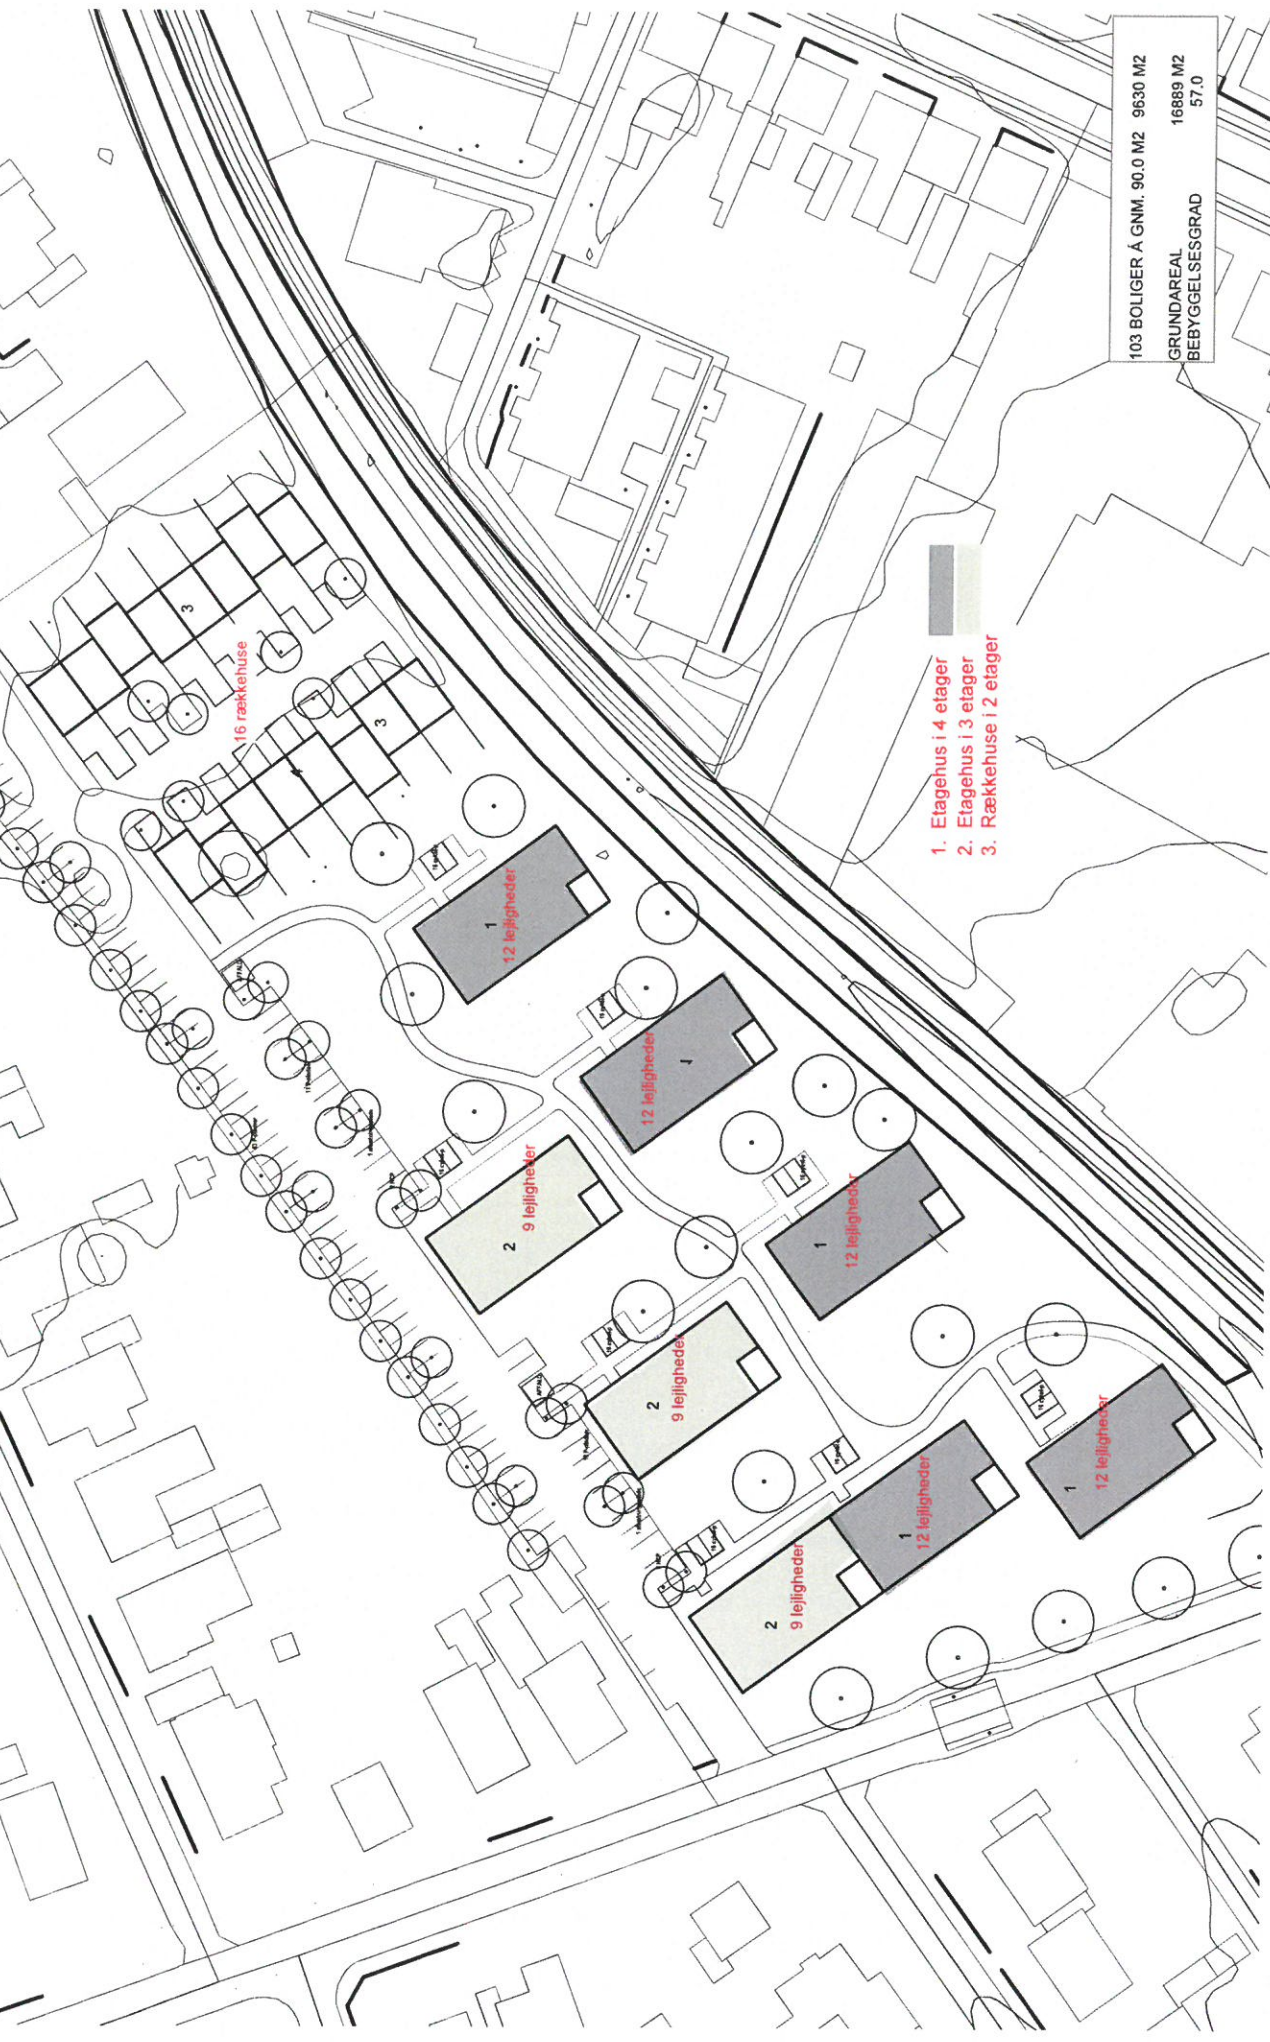 103 BOLIGER Á GNM. 90.0 M2 9630 M2
GRUNDAREAL 16889 M2
BEBYGGELSESGRAD 57.0
1. Etagehus i 4 etager
2. Etagehus i 3 etager
3. Rækkehuse i 2 etager
16 rækkehuse
3
3
1
12 lejligheder
1
12 lejligheder
2
9 lejligheder
1
12 lejligheder
2
9 lejligheder
1
12 lejligheder
2
9 lejligheder
1
12 lejligheder
AFFALD